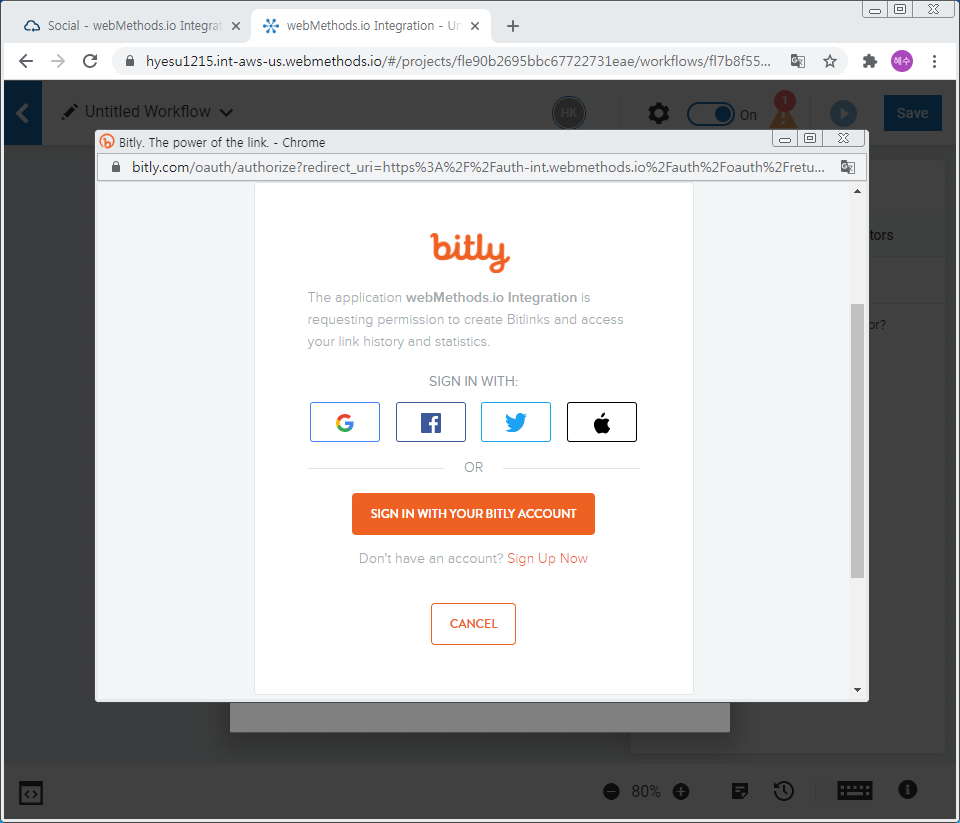 Social - webMethods.io Integrat
webMethods.io Integration - Un
hyesu1215.int-aws-us.webmethods.io/#/projects/fle90b2695bbc67722731eae/workflows/fl7b8f55...
혜수
Untitled Workflow
HK
On
1
Save
Bitly. The power of the link. - Chrome
bitly.com/oauth/authorize?redirect_uri=https%3A%2F%2Fauth-int.webmethods.io%2Fauth%2Foauth%2Fretu...
tors
or?
bitly
The application webMethods.io Integration is
requesting permission to create Bitlinks and access
your link history and statistics.
SIGN IN WITH:
OR
SIGN IN WITH YOUR BITLY ACCOUNT
Don't have an account? Sign Up Now
CANCEL
80%